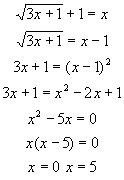 √(3x+1) + 1 = x
√(3x+1) = x − 1
3x + 1 = (x − 1)²
3x + 1 = x² − 2x + 1
x² − 5x = 0
x(x − 5) = 0
x = 0 x = 5